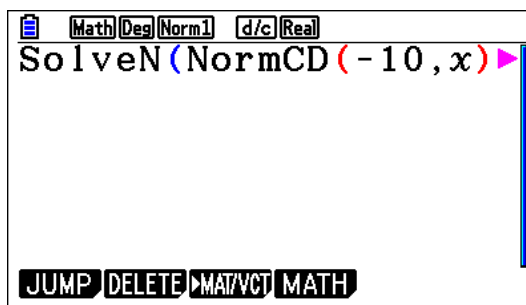 Math Deg Norm1 d/c Real
SolveN(NormCD(-10,x)▶
JUMP DELETE ▶MAT/VCT MATH